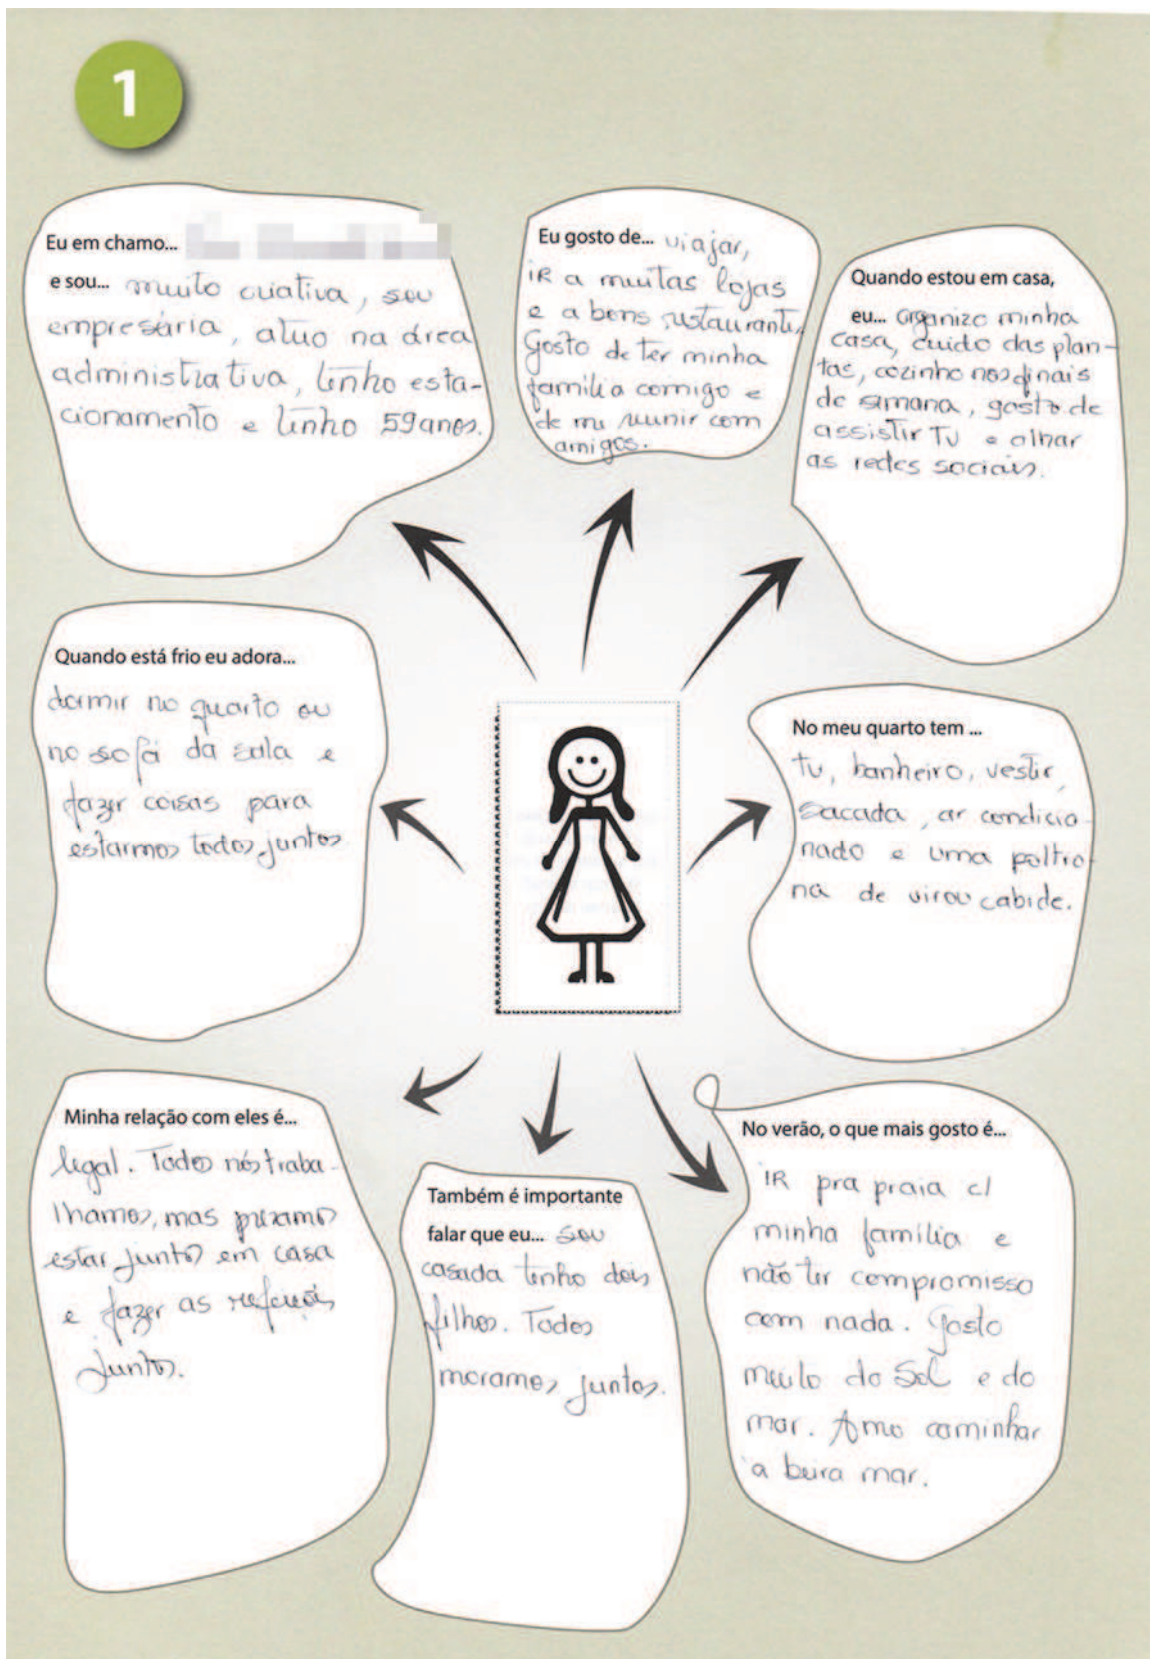 1
Eu em chamo...
e sou... muito criativa, sou
empresária, atuo na área
administrativa, tenho esta-
cionamento e tenho 59 anos.
Eu gosto de... viajar,
IR a muitas lojas
e a bons restaurantes.
Gosto de ter minha
família comigo e
de me reunir com
amigos.
Quando estou em casa,
eu... organizo minha
casa, cuido das plan-
tas, cozinho nos finais
de semana, gosto de
assistir TV e olhar
as redes sociais.
Quando está frio eu adora...
dormir no quarto ou
no sofá da sala e
fazer coisas para
estarmos todos juntos
No meu quarto tem ...
tv, banheiro, vestir,
sacada, ar condicio-
nado e uma poltro-
na de virou cabide.
Minha relação com eles é...
legal. Todos nós traba-
lhamos, mas prezamos
estar juntos em casa
e fazer as refeições
juntos.
Também é importante
falar que eu... sou
casada tenho dois
filhos. Todos
moramos juntos.
No verão, o que mais gosto é...
IR pra praia c/
minha família e
não ter compromisso
com nada. Gosto
muito do Sol e do
mar. Amo caminhar
a beira mar.